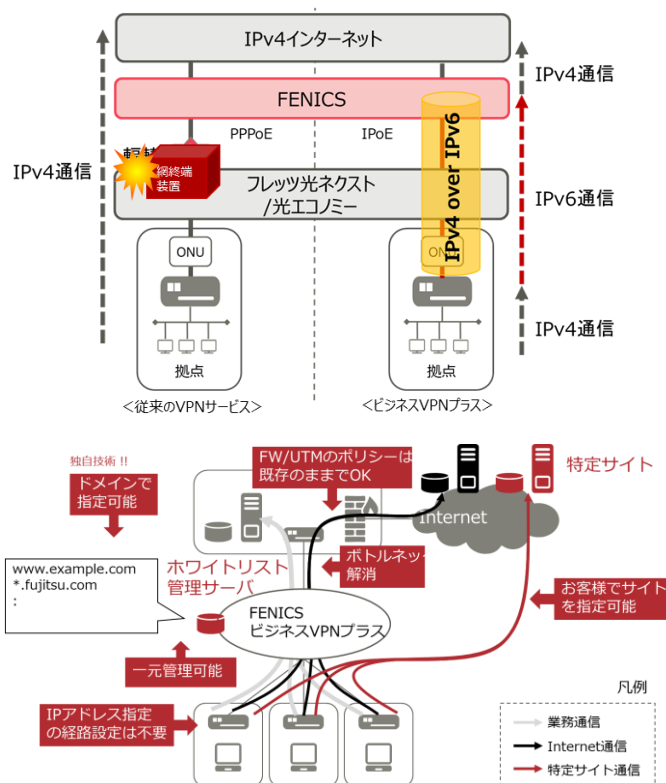 IPv4インターネット
FENICS
PPPoE
IPoE
IPv4通信
網終端
装置
フレッツ光ネクスト
/光エコノミー
IPv4 over IPv6
IPv4通信
IPv6通信
IPv4通信
ONU
ONU
拠点
拠点
<従来のVPNサービス>
<ビジネスVPNプラス>
独自技術 !!
ドメインで
指定可能
FW/UTMのポリシーは
既存のままでOK
特定サイト
Internet
www.example.com
*.fujitsu.com
:
ホワイトリスト
管理サーバ
ボトルネック
解消
お客様でサイト
を指定可能
FENICS
ビジネスVPNプラス
一元管理可能
IPアドレス指定
の経路設定は不要
凡例
業務通信
Internet通信
特定サイト通信